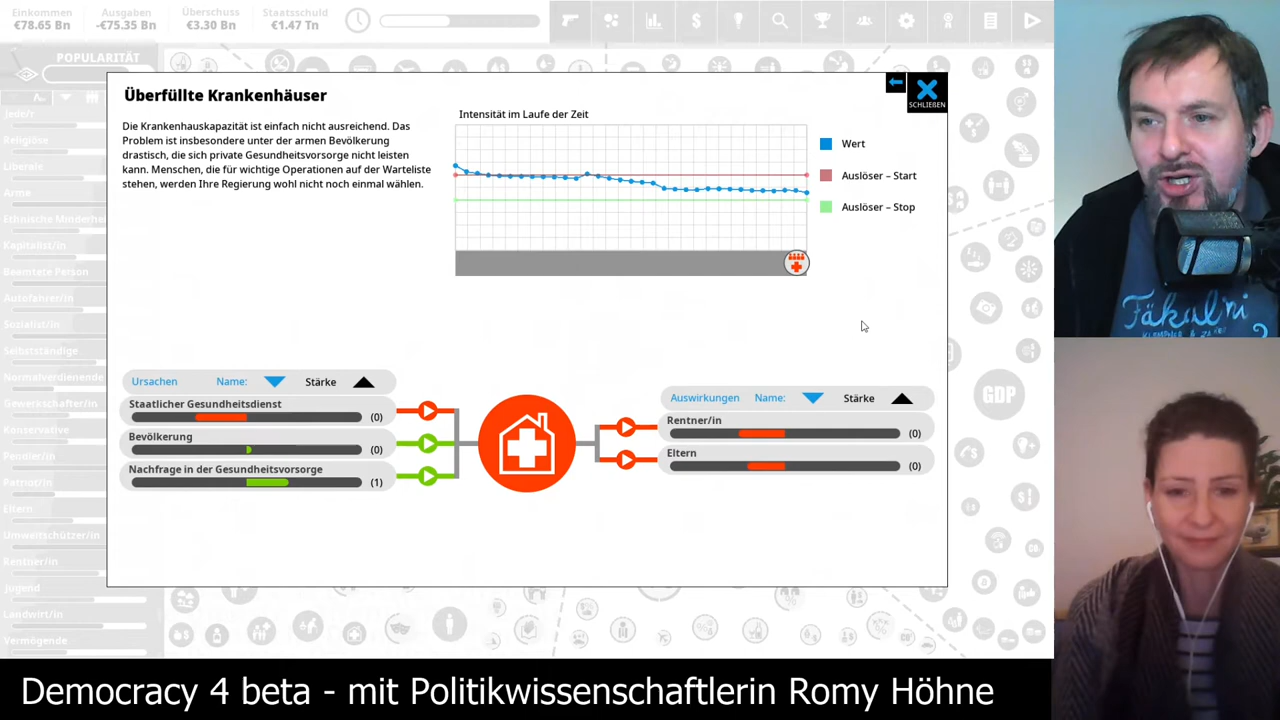 Einkommen Ausgaben Überschuss Staatsschuld
€78.65 Bn -€75.35 Bn €3.30 Bn €1.47 Tn
POPULARITÄT
Jede/r
Religiöse
Liberale
Arme
Ethnische Minderhei
Kapitalist/in
Beamtete Person
Autofahrer/in
Sozialist/in
Selbstständige
Normalverdienende
Gewerkschafter/in
Konservative
Pendler/in
Patriot/in
Eltern
Umweltschützer/in
Rentner/in
Jugend
Landwirt/in
Vermögende
Überfüllte Krankenhäuser
SCHLIEẞEN
Die Krankenhauskapazität ist einfach nicht ausreichend. Das
Problem ist insbesondere unter der armen Bevölkerung
drastisch, die sich private Gesundheitsvorsorge nicht leisten
kann. Menschen, die für wichtige Operationen auf der Warteliste
stehen, werden Ihre Regierung wohl nicht noch einmal wählen.
Intensität im Laufe der Zeit
Wert
Auslöser – Start
Auslöser – Stop
Ursachen Name: Stärke
Staatlicher Gesundheitsdienst (0)
Bevölkerung (0)
Nachfrage in der Gesundheitsvorsorge (1)
Auswirkungen Name: Stärke
Rentner/in (0)
Eltern (0)
GDP
Fäkalini
Democracy 4 beta - mit Politikwissenschaftlerin Romy Höhne